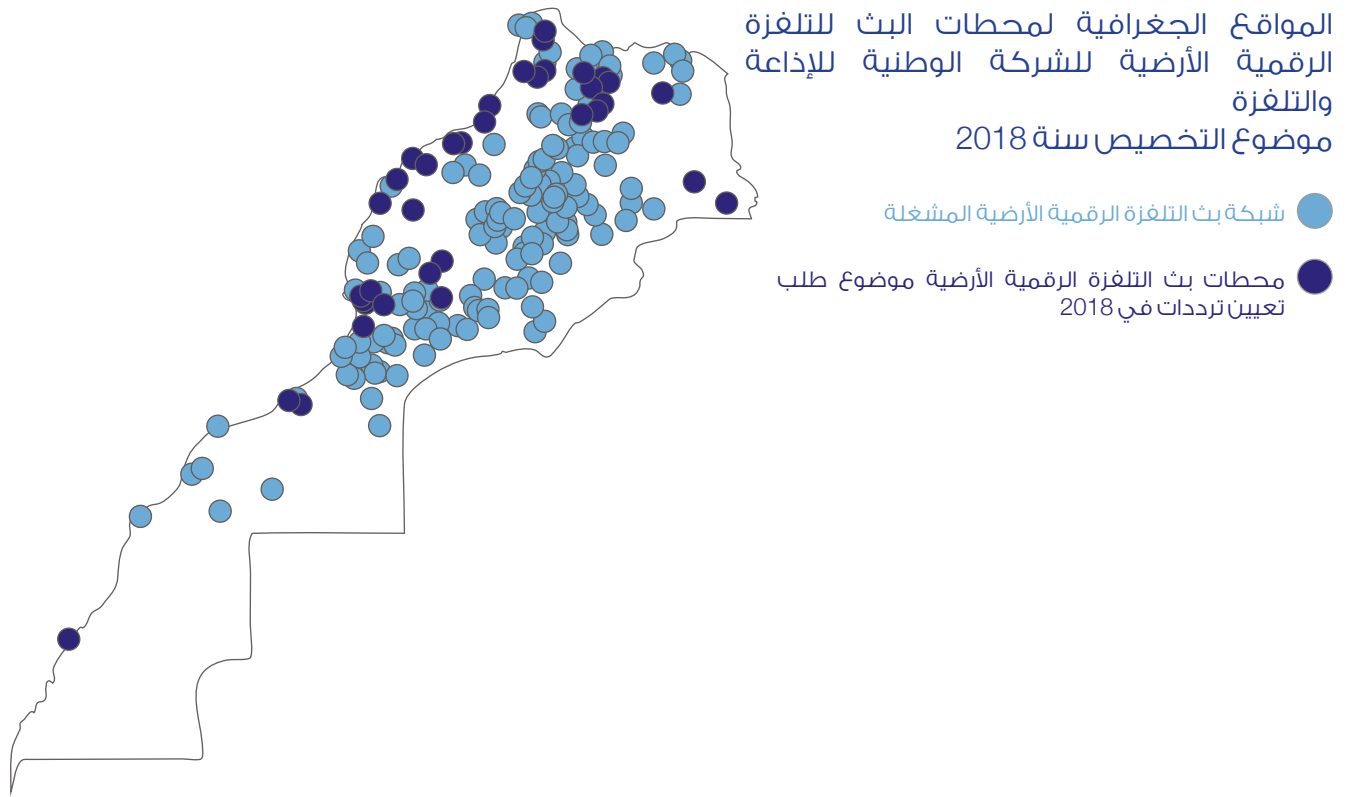 المواقع الجغرافية لمحطات البث للتلفزة
الرقمية الأرضية للشركة الوطنية للإذاعة
والتلفزة
موضوع التخصيص سنة 2018
شبكة بث التلفزة الرقمية الأرضية المشغلة
محطات بث التلفزة الرقمية الأرضية موضوع طلب
تعيين ترددات في 2018